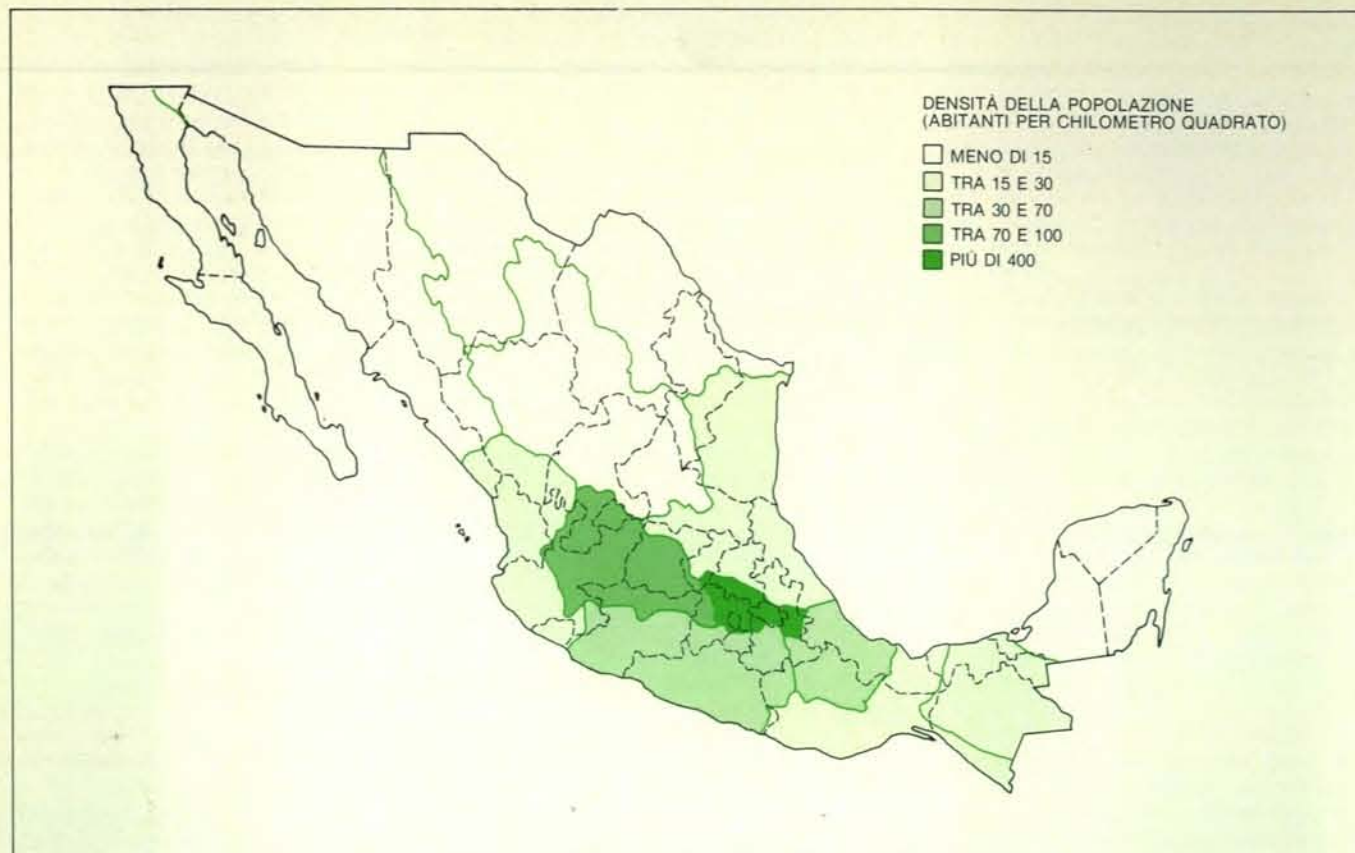 DENSITÀ DELLA POPOLAZIONE
(ABITANTI PER CHILOMETRO QUADRATO)
MENO DI 15
TRA 15 E 30
TRA 30 E 70
TRA 70 E 100
PIÙ DI 400